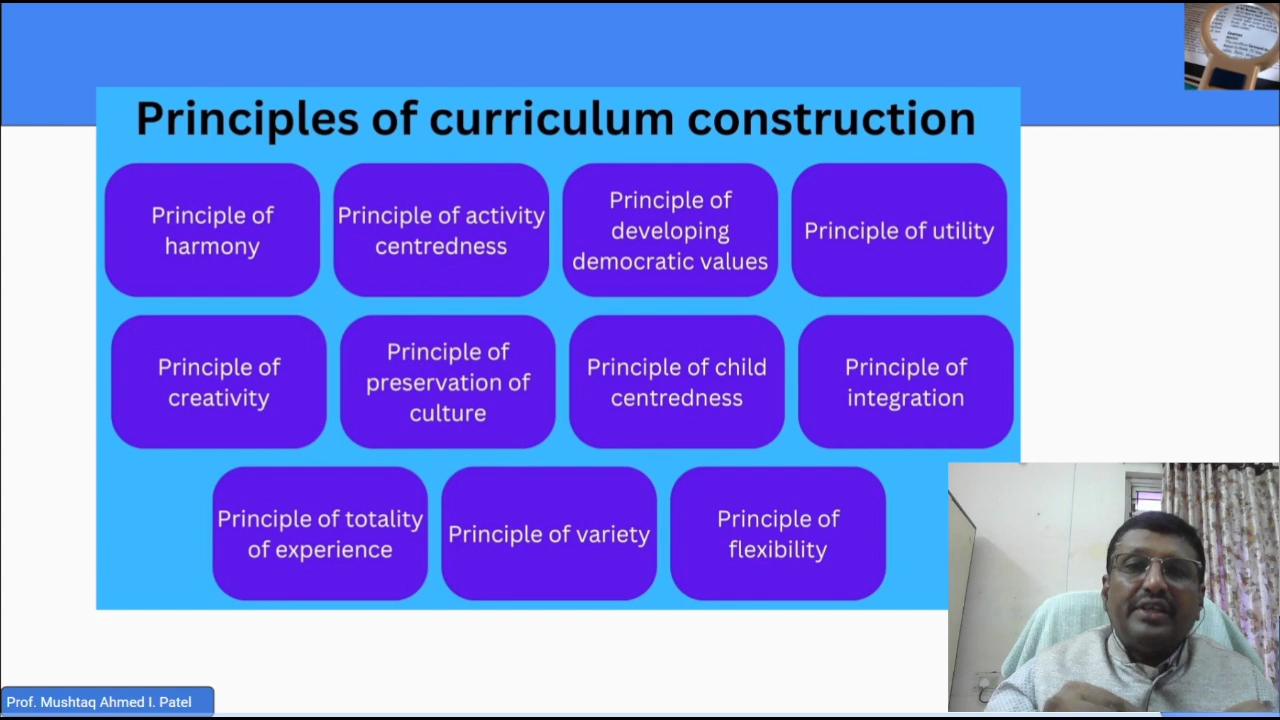 Principles of curriculum construction
Principle of
harmony
Principle of activity
centredness
Principle of
developing
democratic values
Principle of utility
Principle of
creativity
Principle of
preservation of
culture
Principle of child
centredness
Principle of
integration
Principle of totality
of experience
Principle of variety
Principle of
flexibility
Prof. Mushtaq Ahmed I. Patel